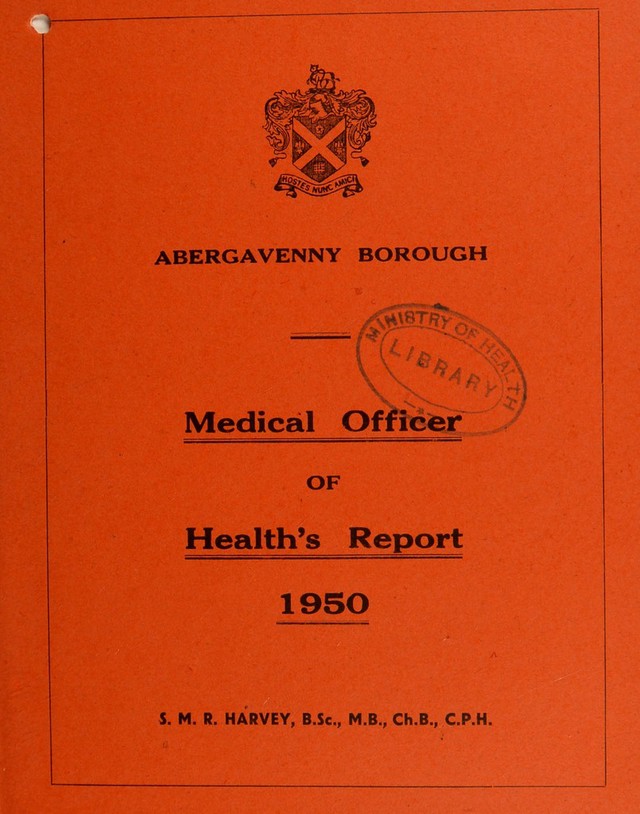 HOSTES NUNC AMICI
ABERGAVENNY BOROUGH
MINISTRY OF HEALTH
LIBRARY
Medical Officer
OF
Health's Report
1950
S. M. R. HARVEY, B.Sc., M.B., Ch.B., C.P.H.